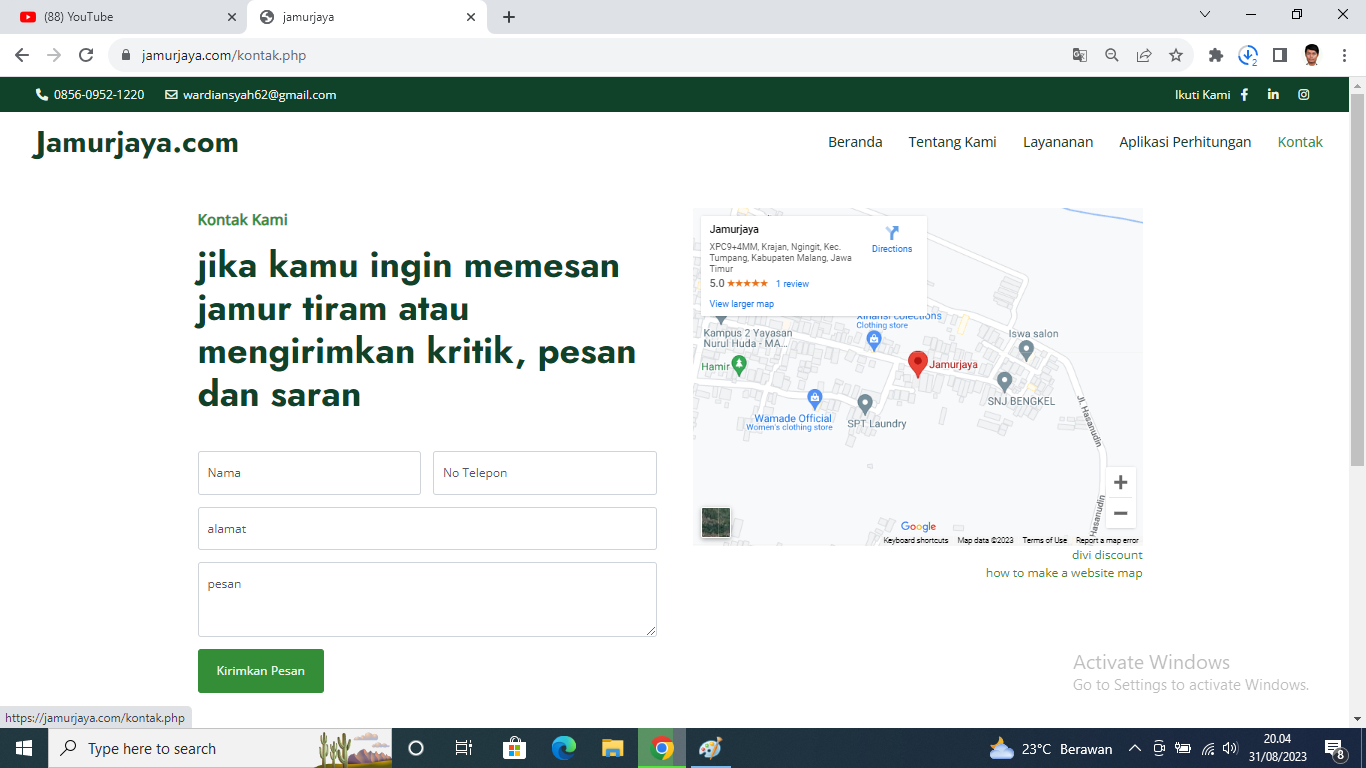 (88) YouTube
jamurjaya
jamurjaya.com/kontak.php
2
0856-0952-1220
wardiansyah62@gmail.com
Ikuti Kami
Jamurjaya.com
Beranda
Tentang Kami
Layananan
Aplikasi Perhitungan
Kontak
Kontak Kami
jika kamu ingin memesan
jamur tiram atau
mengirimkan kritik, pesan
dan saran
Nama
No Telepon
alamat
pesan
Kirimkan Pesan
Jamurjaya
XPC9+4MM, Krajan, Ngingit, Kec.
Tumpang, Kabupaten Malang, Jawa
Timur
5.0
1 review
View larger map
Directions
Clothing store
Kampus 2 Yayasan
Nurul Huda - MA...
Iswa salon
Hamir
Jamurjaya
SNJ BENGKEL
Wamade Official
Women's clothing store
SPT Laundry
Jl. Hasanudin
Hasanudin
Google
Keyboard shortcuts
Map data ©2023
Terms of Use
Report a map error
divi discount
how to make a website map
Activate Windows
Go to Settings to activate Windows.
https://jamurjaya.com/kontak.php
Type here to search
23°C Berawan
20.04
31/08/2023
8